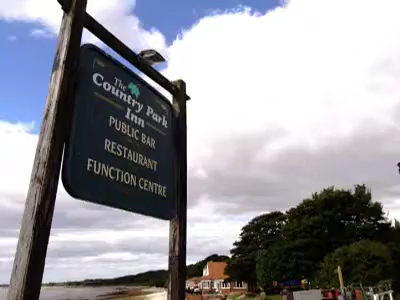 The
Country Park
Inn
PUBLIC BAR
RESTAURANT
FUNCTION CENTRE